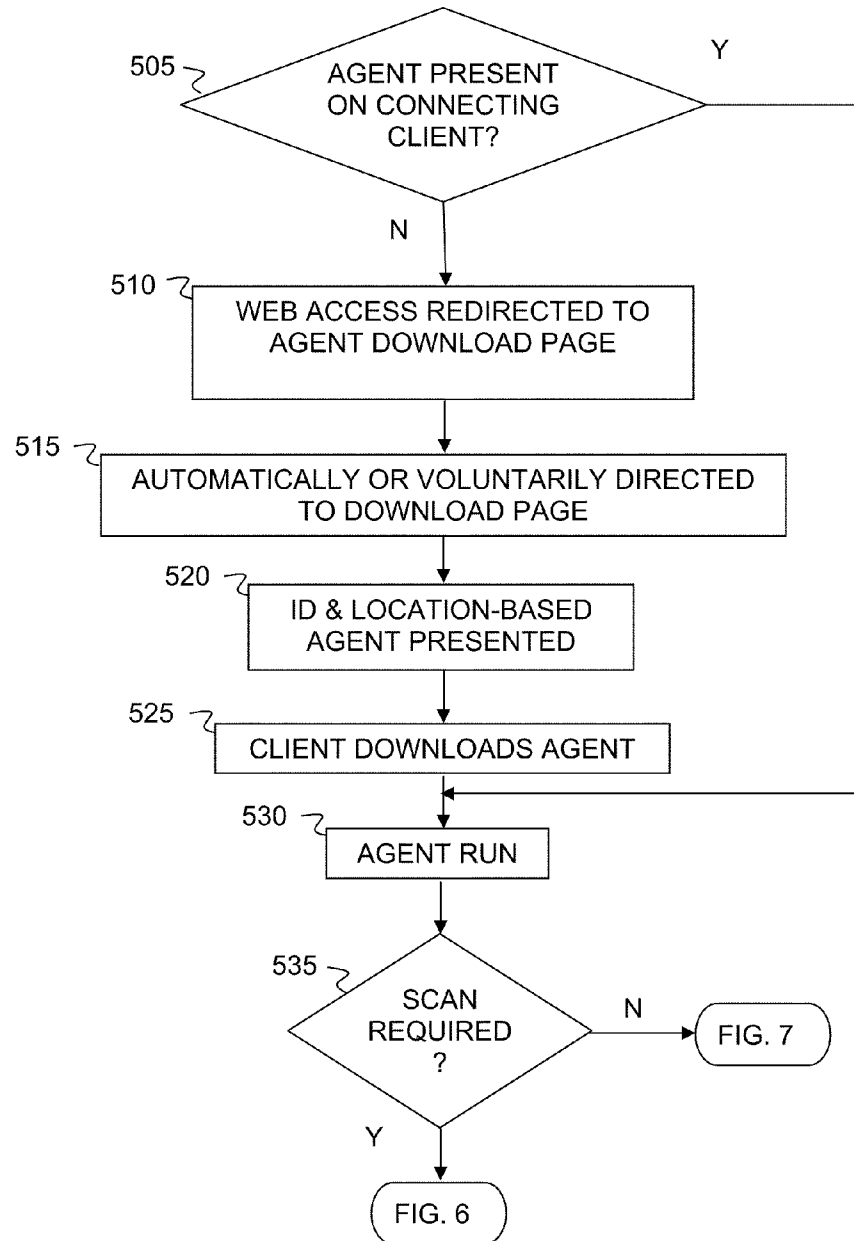 505
AGENT PRESENT
ON CONNECTING
CLIENT?
Y
N
510
WEB ACCESS REDIRECTED TO
AGENT DOWNLOAD PAGE
515
AUTOMATICALLY OR VOLUNTARILY DIRECTED
TO DOWNLOAD PAGE
520
ID & LOCATION-BASED
AGENT PRESENTED
525
CLIENT DOWNLOADS AGENT
530
AGENT RUN
535
SCAN
REQUIRED
?
N
FIG. 7
Y
FIG. 6